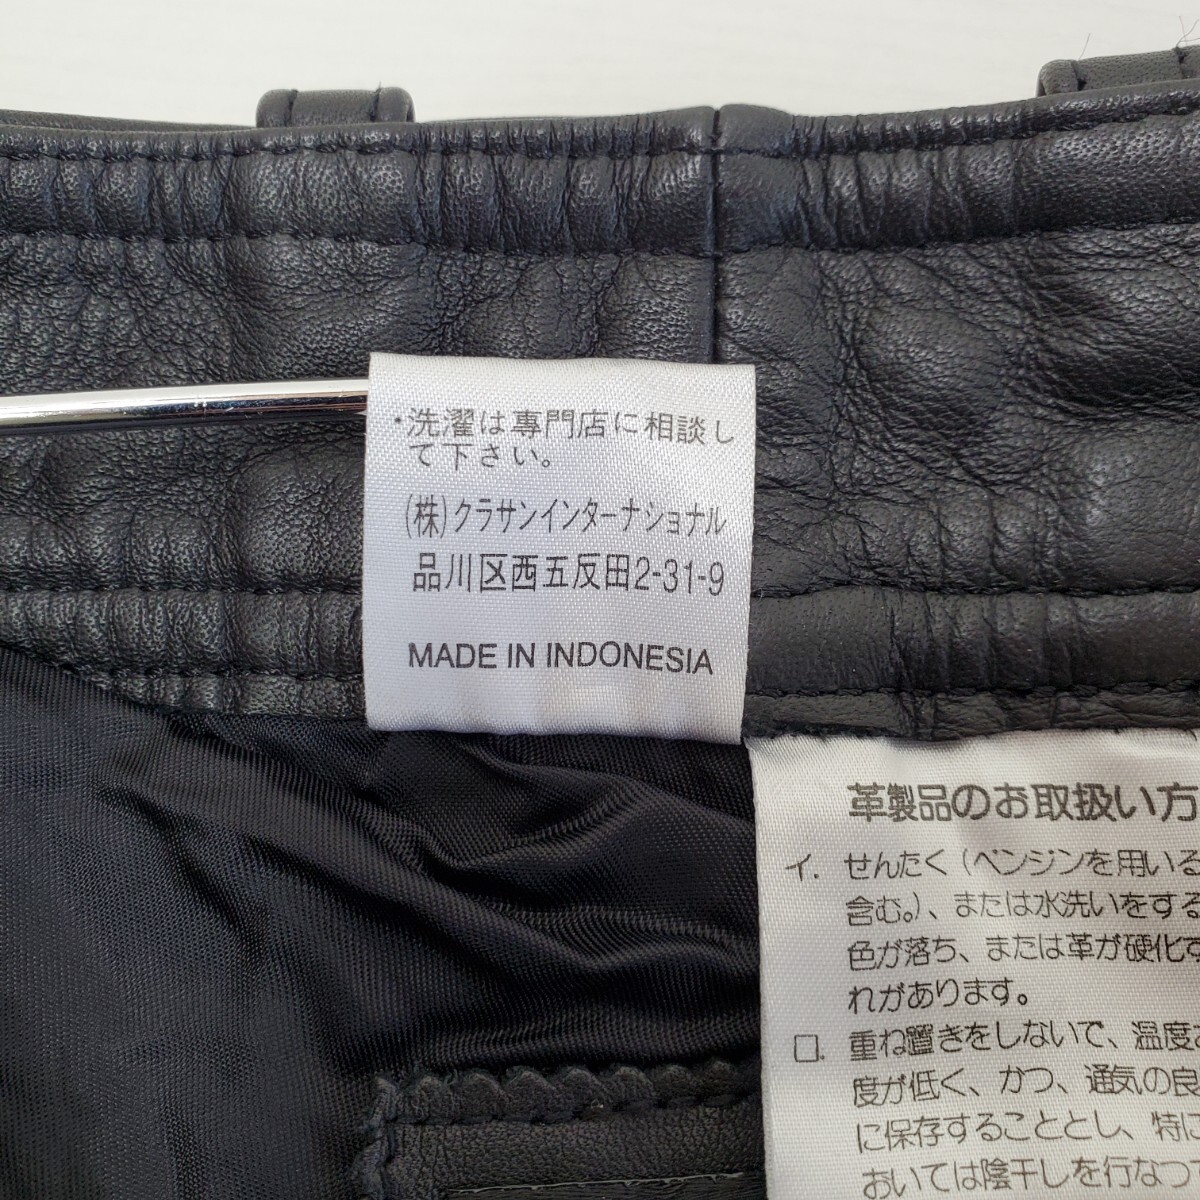 ・洗濯は専門店に相談し
て下さい。
(株)クラサンインターナショナル
品川区西五反田2-31-9
MADE IN INDONESIA
革製品のお取扱い方
イ. せんたく(ベンジンを用いる
含む。)、または水洗いをする
色が落ち、または革が硬化す
れがあります。
ロ. 重ね置きをしないで、温度
度が低く、かつ、通気の良
に保存することとし、特に
おいては陰干しを行なつ